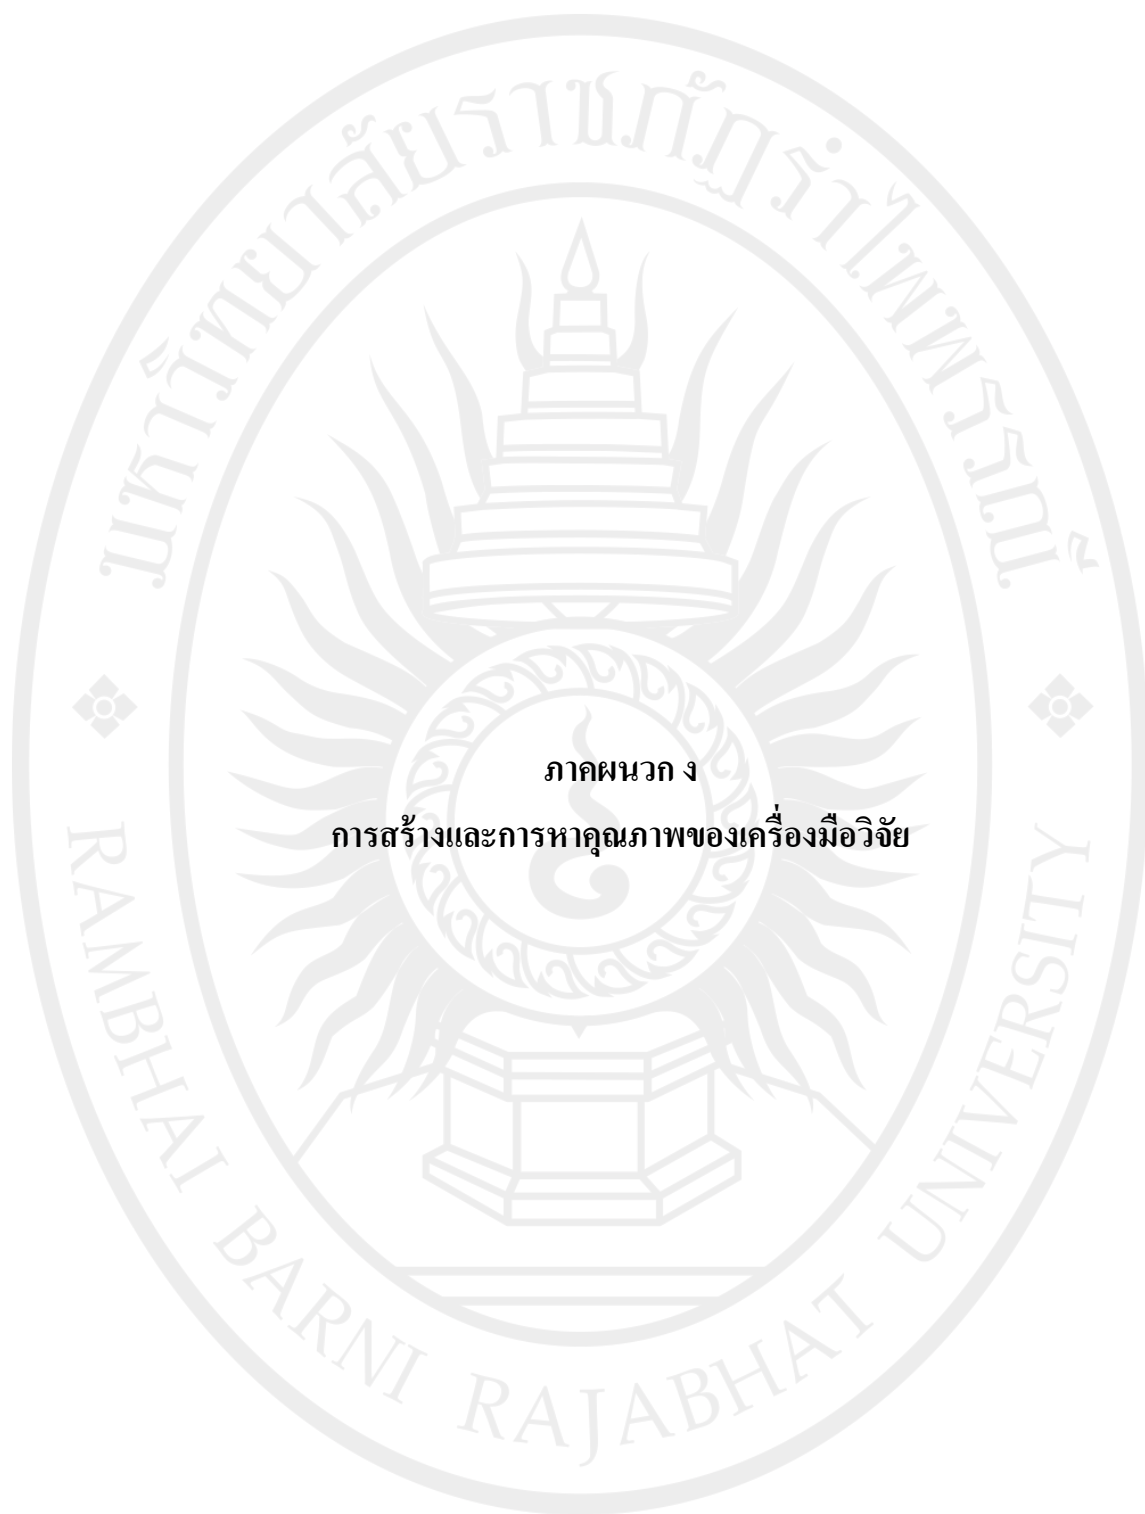 มหาวิทยาลัยราชภัฏรำไพพรรณี
ภาคผนวก ง
การสร้างและการหาคุณภาพของเครื่องมือวิจัย
RAMBHAI BARNI RAJABHAT UNIVERSITY